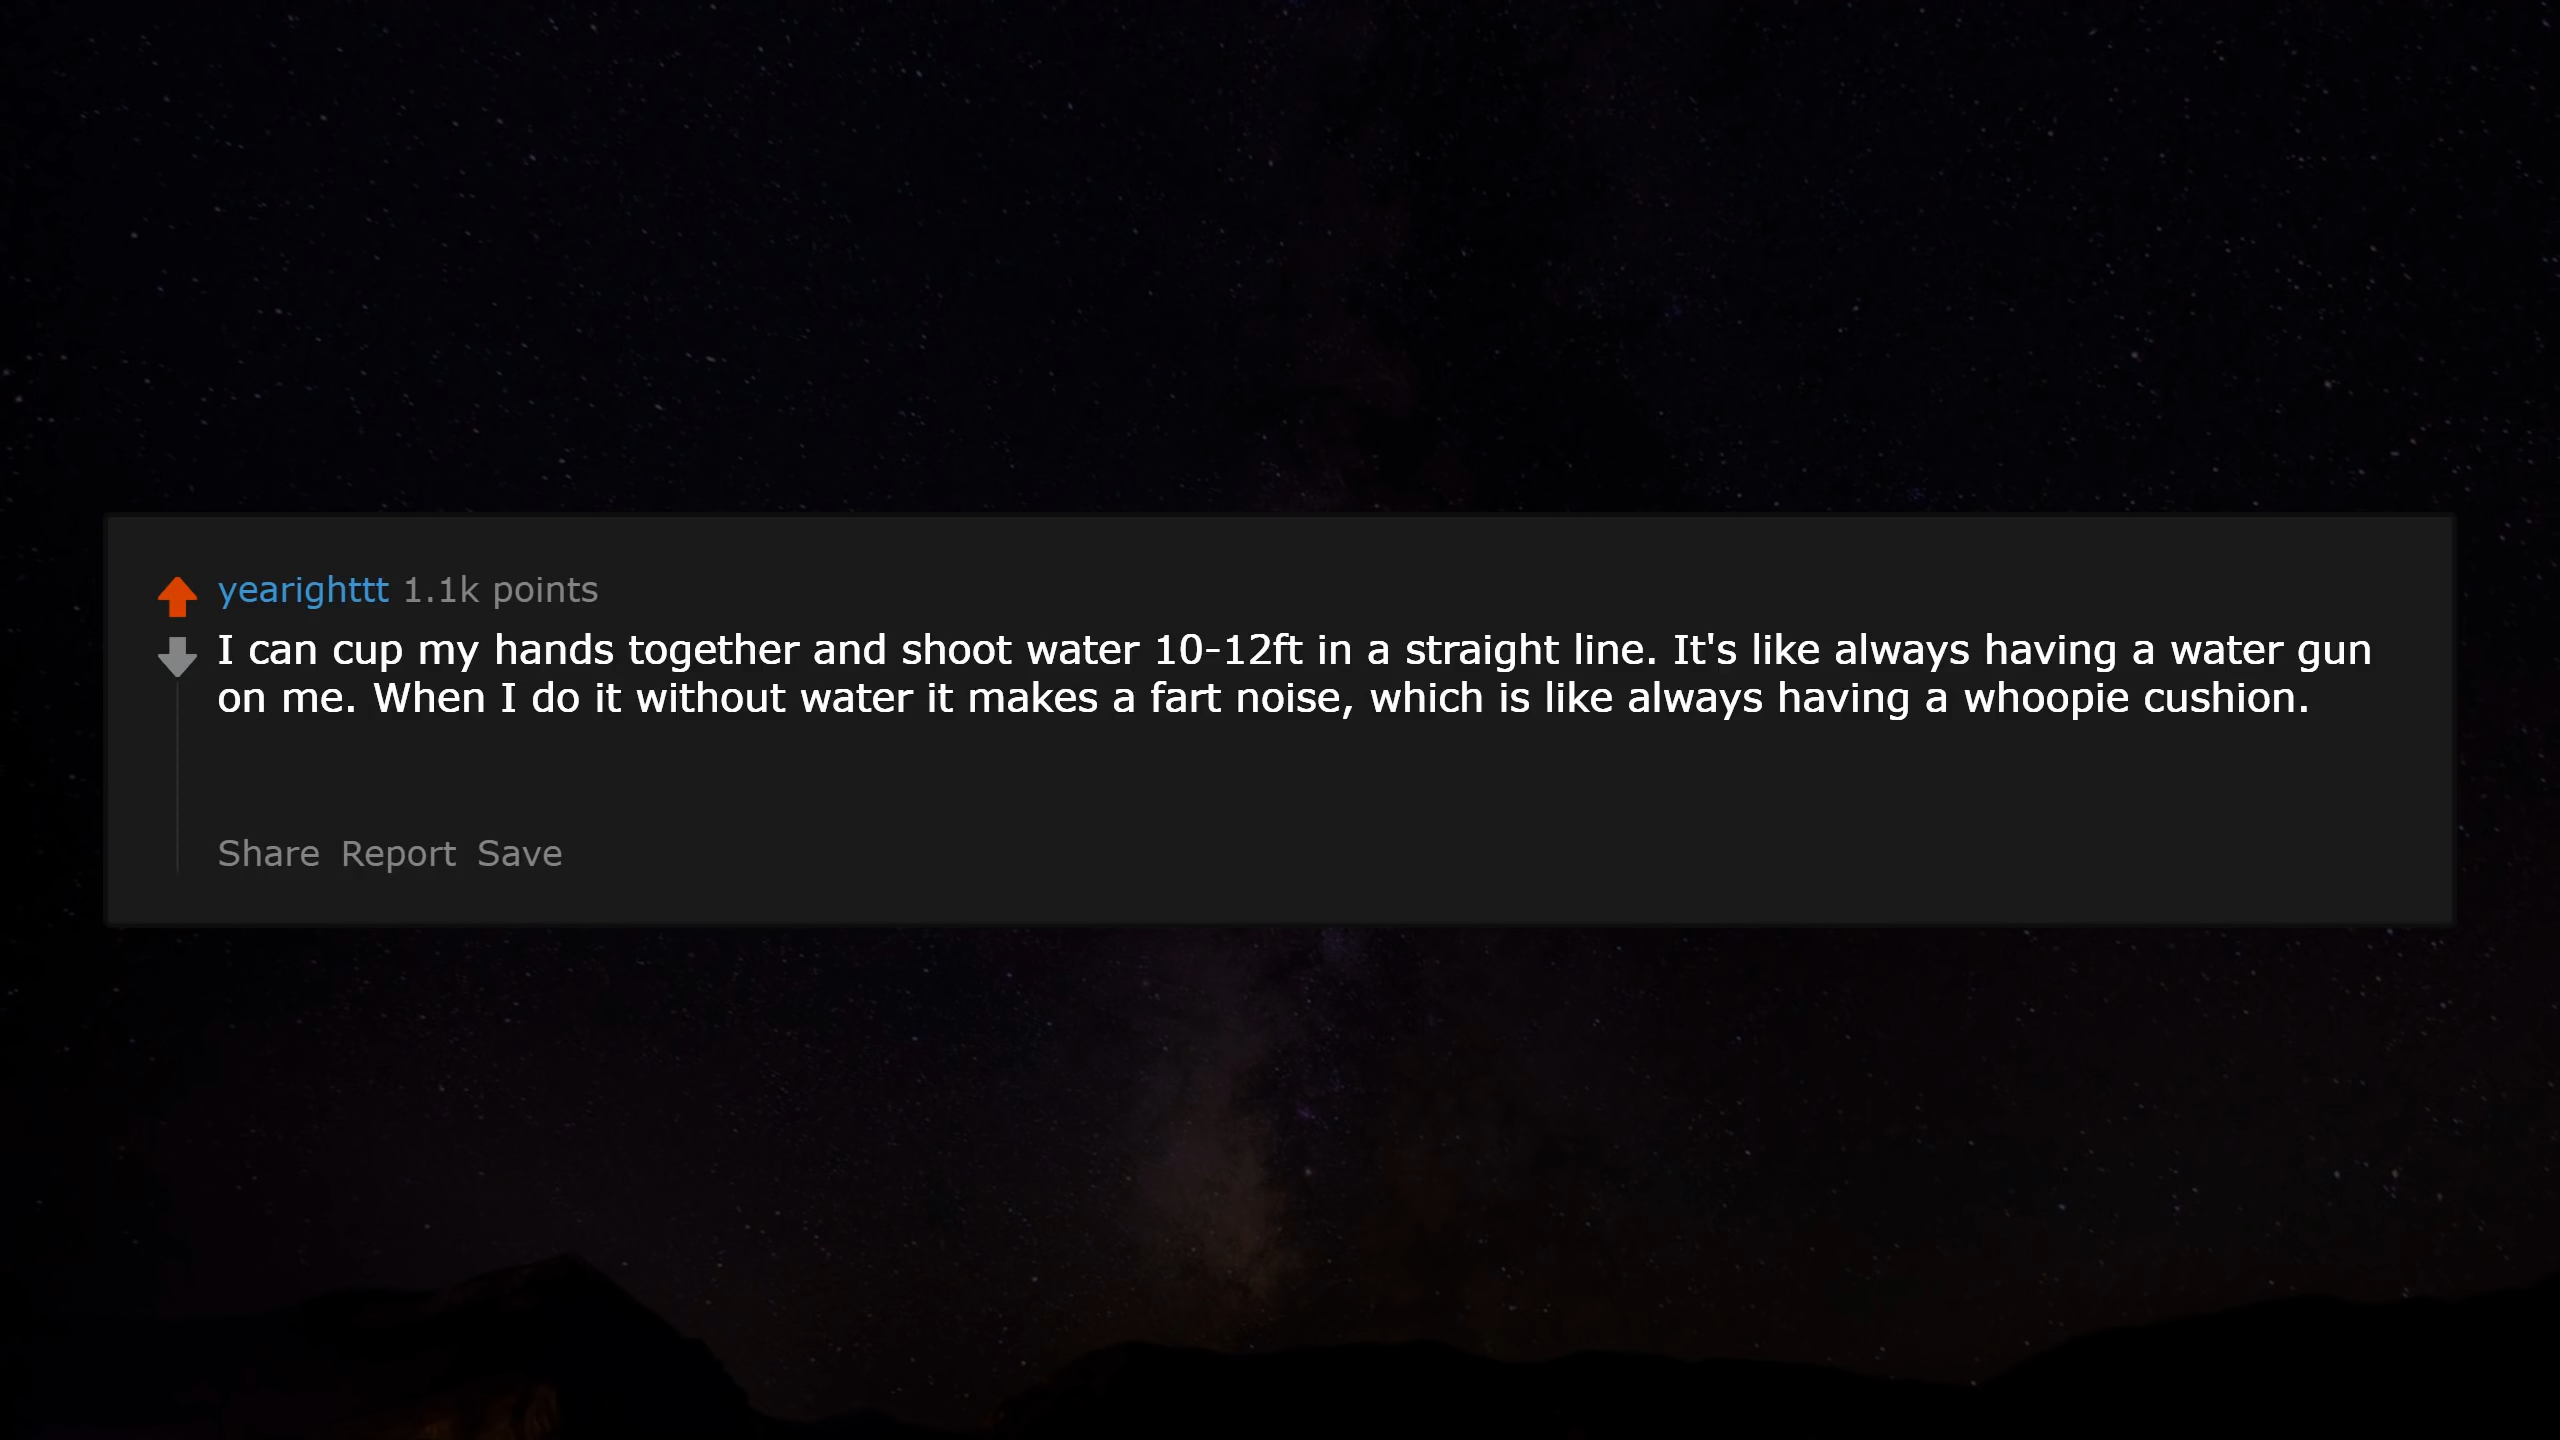 yearighttt 1.1k points
I can cup my hands together and shoot water 10-12ft in a straight line. It's like always having a water gun
on me. When I do it without water it makes a fart noise, which is like always having a whoopie cushion.
Share Report Save